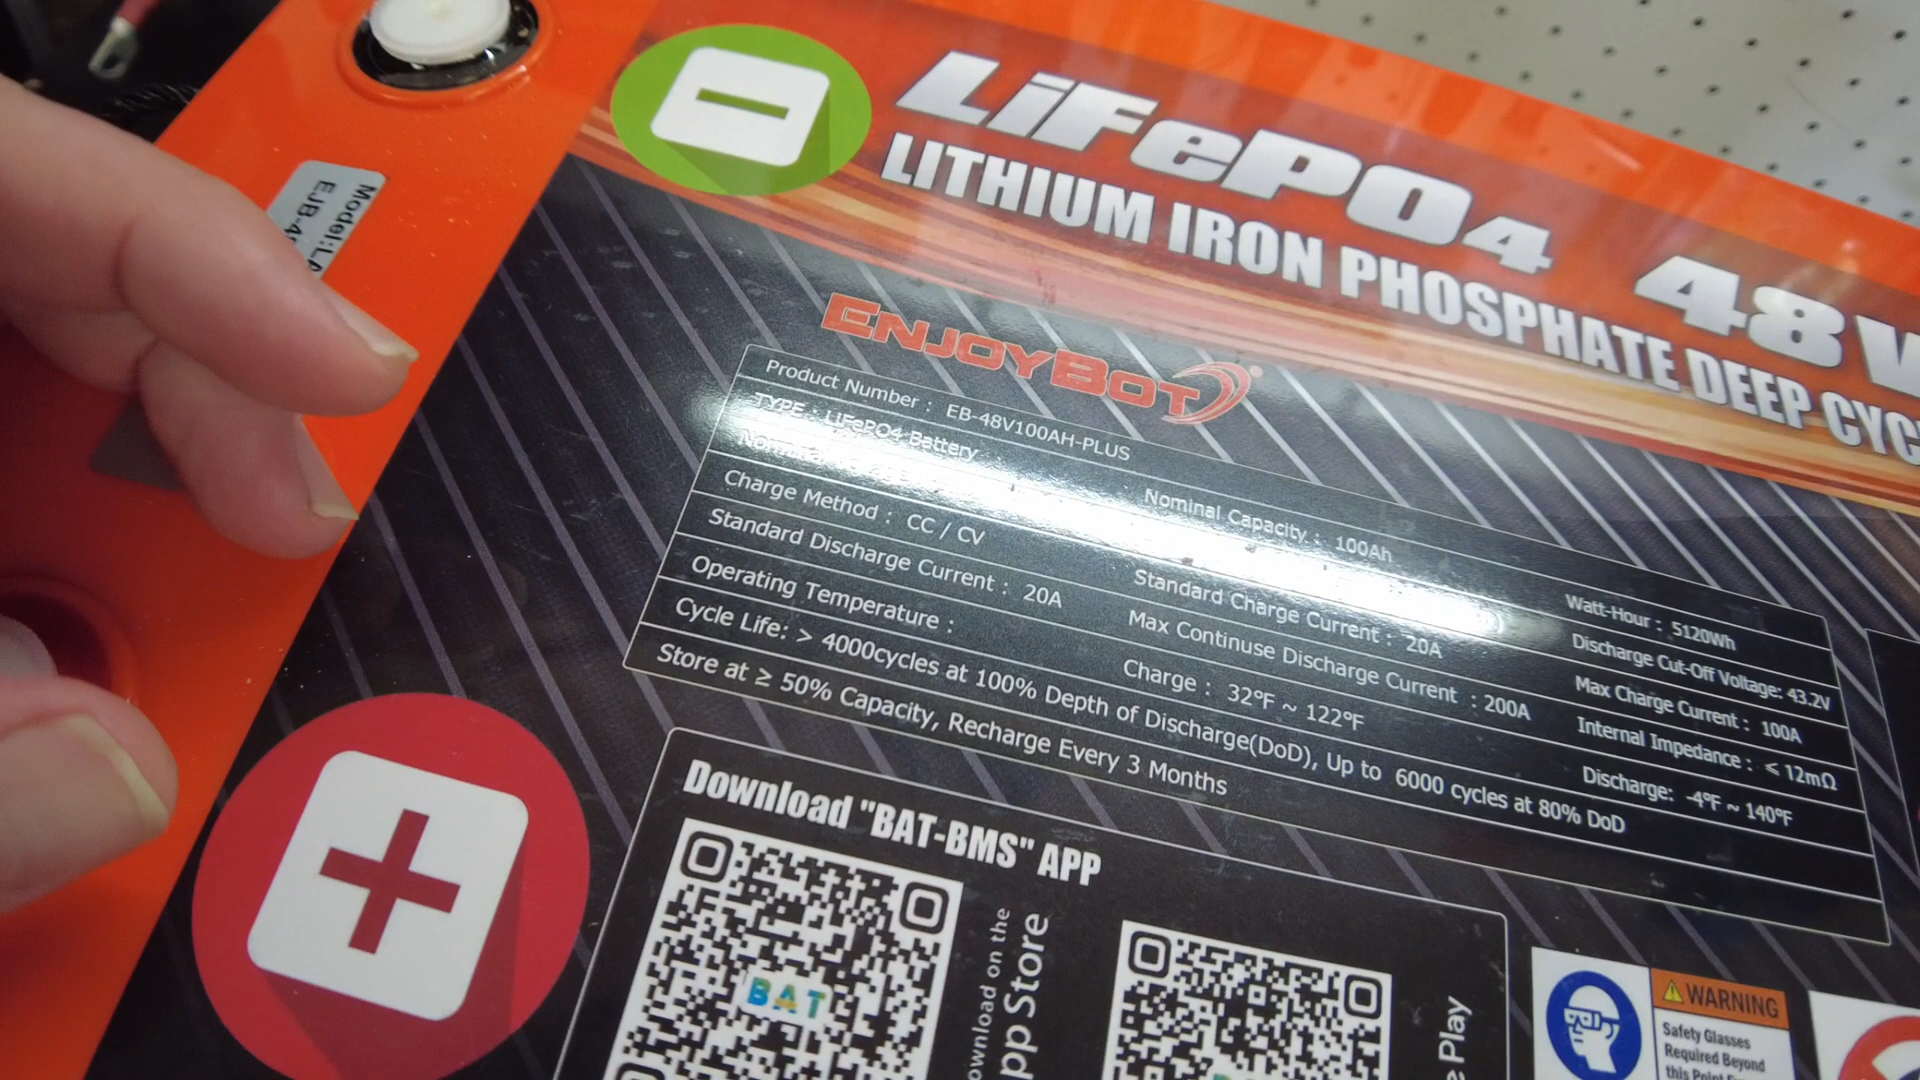 LiFePO4 48V
LITHIUM IRON PHOSPHATE DEEP CYC
Model:LA
EJB-4
ENJOYBOT
Product Number : EB-48V100AH-PLUS
TYPE : LiFePO4 Battery
Nominal Capacity : 100Ah
Watt-Hour : 5120Wh
Charge Method : CC / CV
Standard Charge Current : 20A
Discharge Cut-Off Voltage: 43.2V
Standard Discharge Current : 20A
Max Continuse Discharge Current : 200A
Max Charge Current : 100A
Internal Impedance : ≤ 12mΩ
Operating Temperature :
Charge : 32°F ~ 122°F
Discharge: -4°F ~ 140°F
Cycle Life: > 4000cycles at 100% Depth of Discharge(DoD), Up to 6000 cycles at 80% DoD
Store at ≥ 50% Capacity, Recharge Every 3 Months
Download "BAT-BMS" APP
BAT
ownload on the
pp Store
e Play
WARNING
Safety Glasses
Required Beyond
this Point